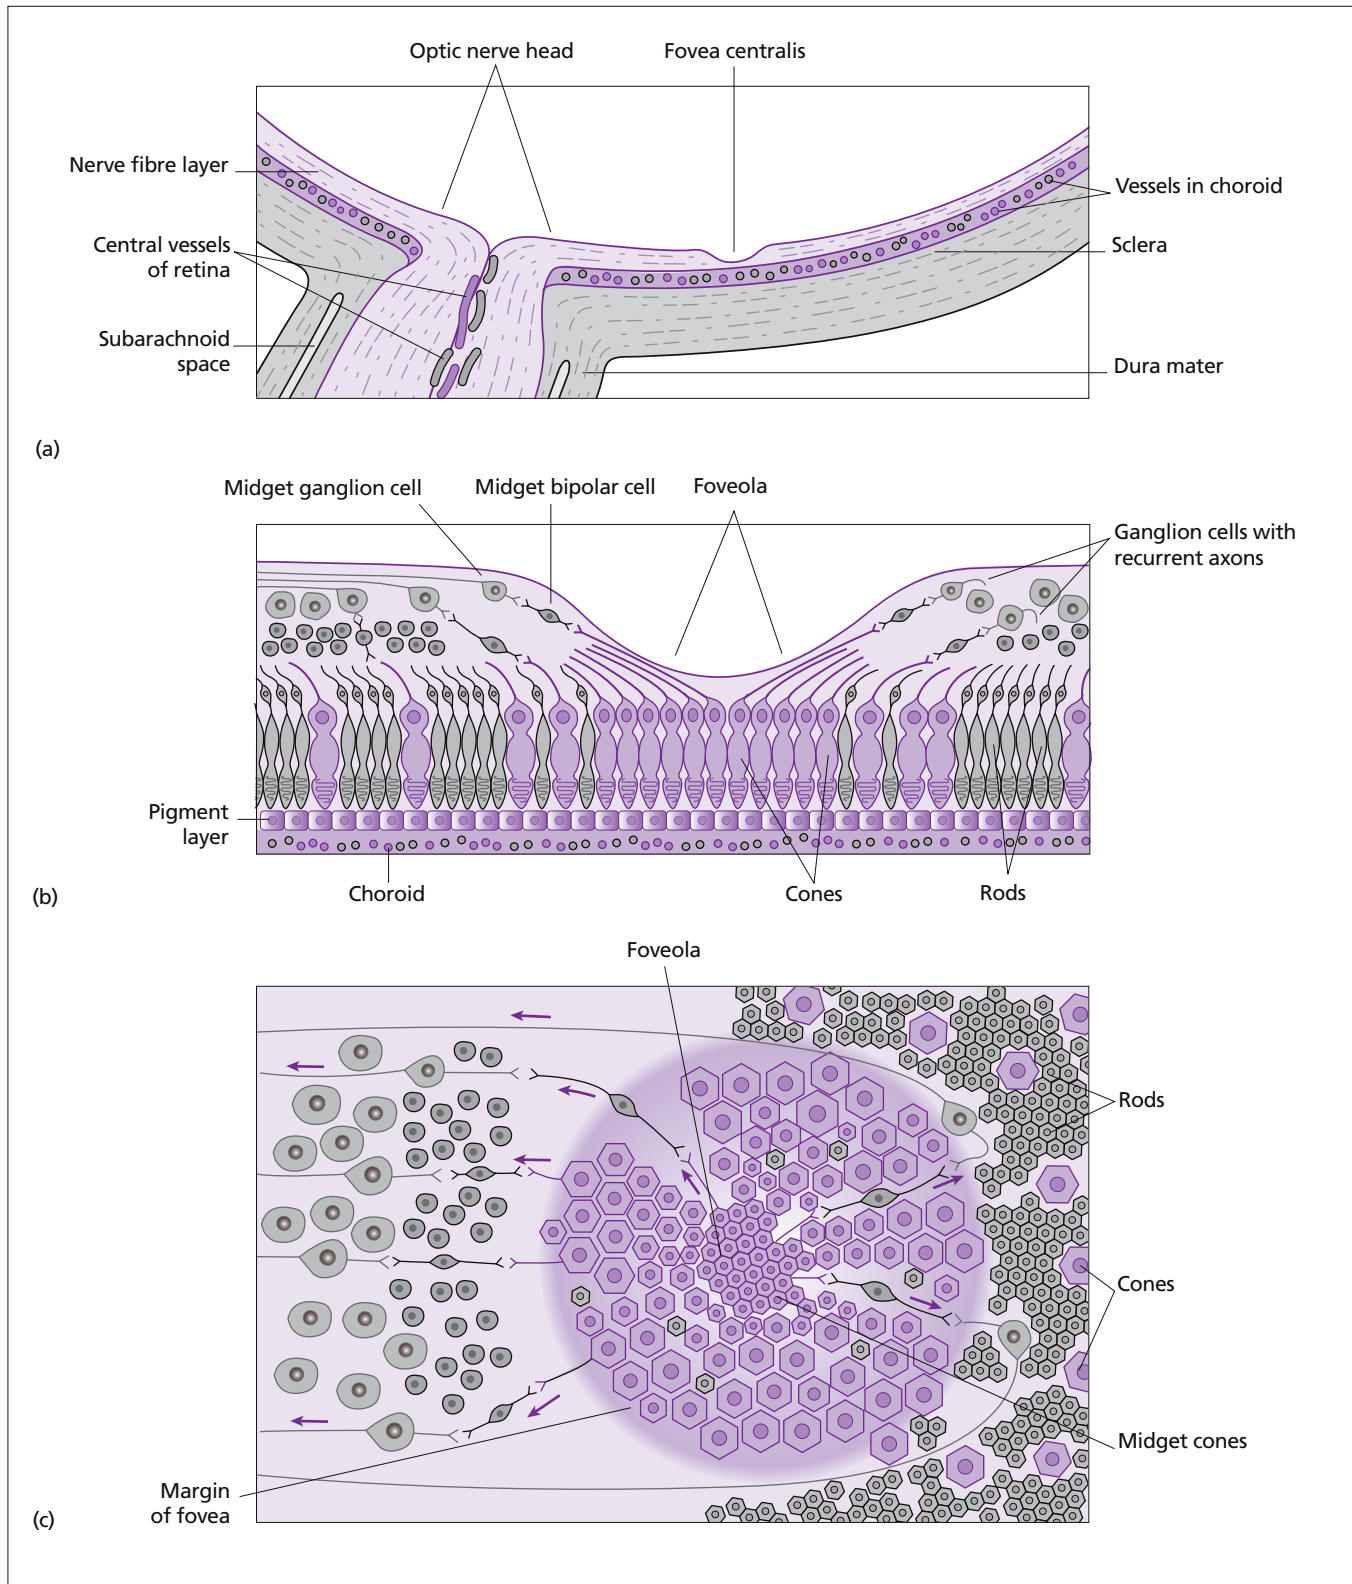 Optic nerve head
Fovea centralis
Nerve fibre layer
Vessels in choroid
Central vessels
of retina
Sclera
Subarachnoid
space
Dura mater
(a)
Midget ganglion cell
Midget bipolar cell
Foveola
Ganglion cells with
recurrent axons
Pigment
layer
Choroid
Cones
Rods
(b)
Foveola
Rods
Cones
Midget cones
Margin
of fovea
(c)